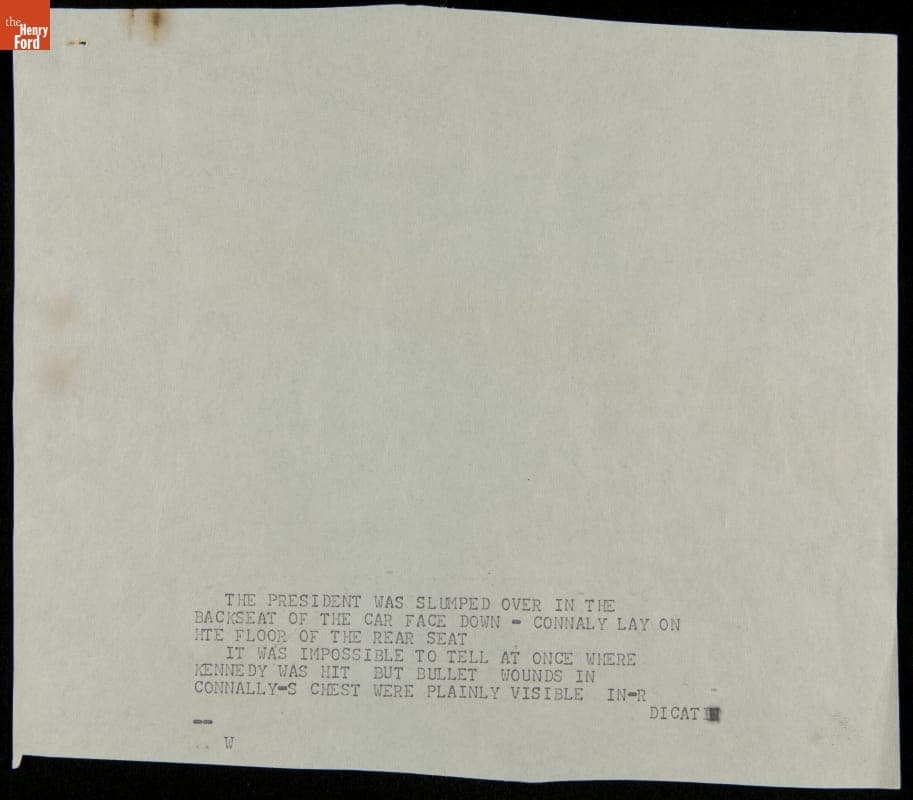 the
Henry
Ford
THE PRESIDENT WAS SLUMPED OVER IN THE
BACKSEAT OF THE CAR FACE DOWN - CONNALY LAY ON
HTE FLOOR OF THE REAR SEAT
IT WAS IMPOSSIBLE TO TELL AT ONCE WHERE
KENNEDY WAS HIT BUT BULLET WOUNDS IN
CONNALLY-S CHEST WERE PLAINLY VISIBLE IN-R
DICATI
--
W